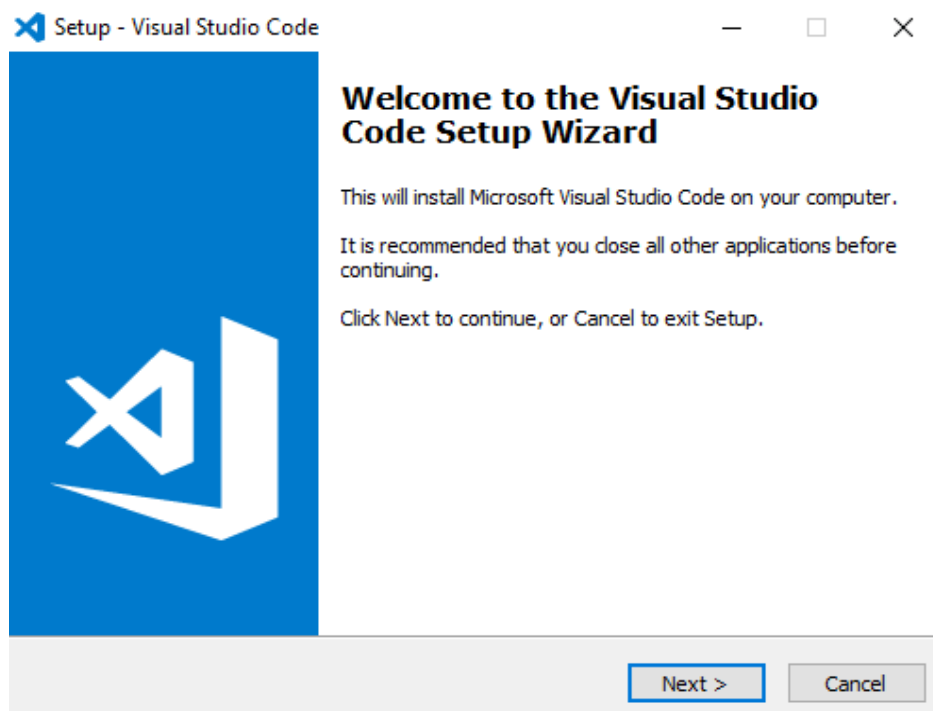 Setup - Visual Studio Code
Welcome to the Visual Studio
Code Setup Wizard
This will install Microsoft Visual Studio Code on your computer.
It is recommended that you close all other applications before
continuing.
Click Next to continue, or Cancel to exit Setup.
Next >
Cancel